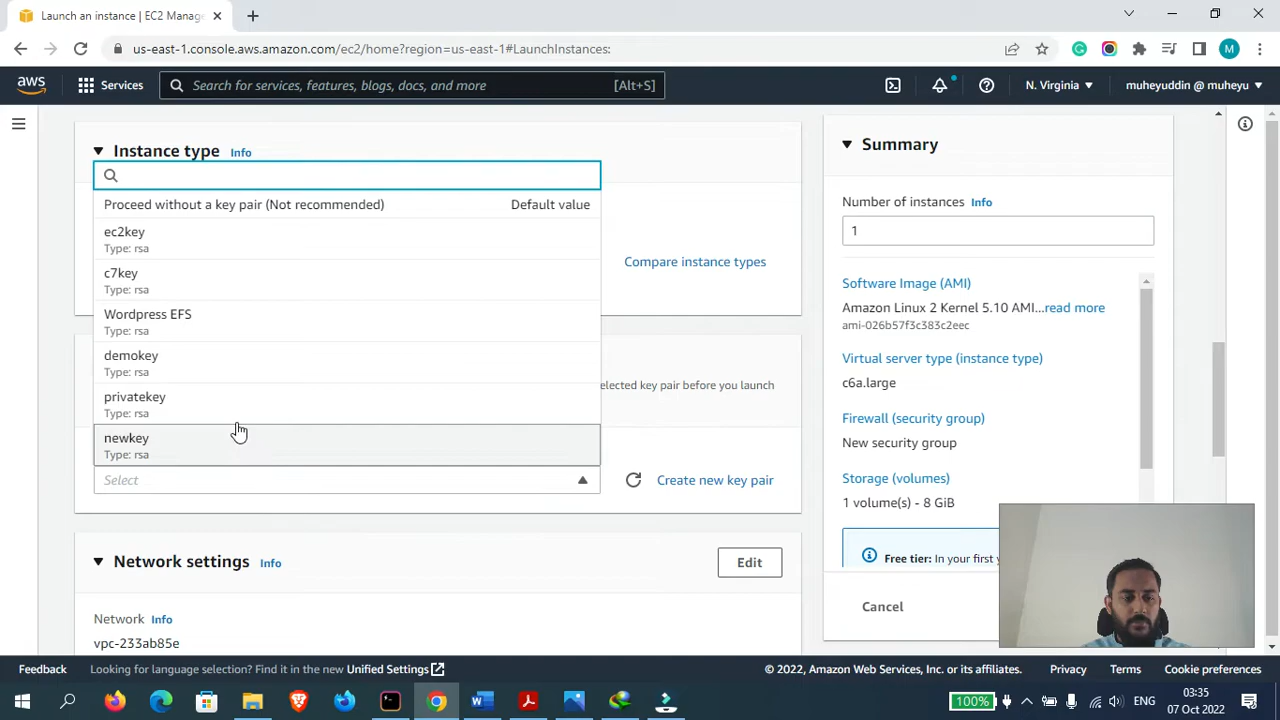 Launch an instance | EC2 Manag
us-east-1.console.aws.amazon.com/ec2/home?region=us-east-1#LaunchInstances:
M
aws
Services
Search for services, features, blogs, docs, and more
[Alt+S]
N. Virginia
muheyuddin @ muheyu
Instance type
Info
Proceed without a key pair (Not recommended)
Default value
ec2key
Type: rsa
c7key
Type: rsa
Wordpress EFS
Type: rsa
demokey
Type: rsa
privatekey
Type: rsa
newkey
Type: rsa
Select
Compare instance types
elected key pair before you launch
Create new key pair
Network settings
Info
Edit
Network
Info
vpc-233ab85e
Summary
Number of instances
Info
1
Software Image (AMI)
Amazon Linux 2 Kernel 5.10 AMI...read more
ami-026b57f3c383c2eec
Virtual server type (instance type)
c6a.large
Firewall (security group)
New security group
Storage (volumes)
1 volume(s) - 8 GiB
Free tier: In your first y
Cancel
Feedback
Looking for language selection? Find it in the new Unified Settings
© 2022, Amazon Web Services, Inc. or its affiliates.
Privacy
Terms
Cookie preferences
100%
ENG
03:35
07 Oct 2022